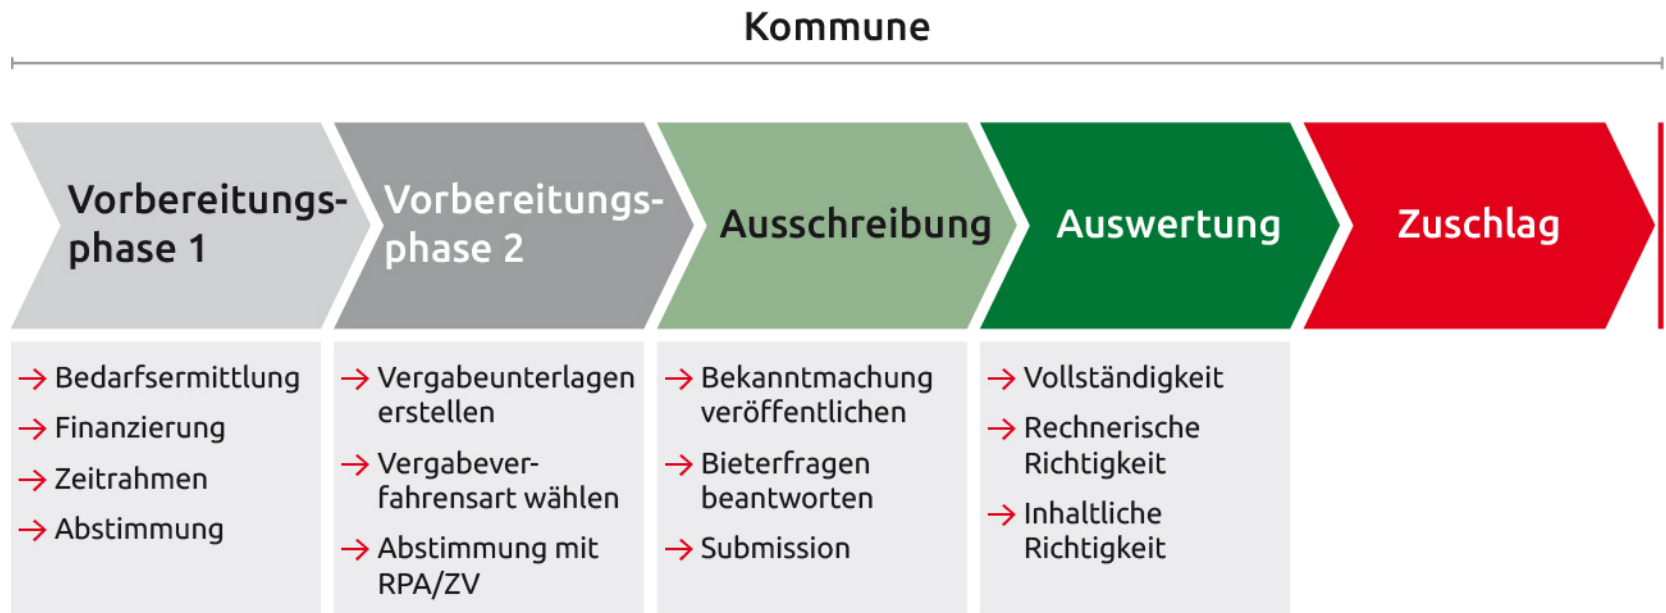 Kommune
Vorbereitungs-
phase 1
Vorbereitungs-
phase 2
Ausschreibung
Auswertung
Zuschlag
→ Bedarfsermittlung
→ Finanzierung
→ Zeitrahmen
→ Abstimmung
→ Vergabeunterlagen
erstellen
→ Vergabever-
fahrensart wählen
→ Abstimmung mit
RPA/ZV
→ Bekanntmachung
veröffentlichen
→ Bieterfragen
beantworten
→ Submission
→ Vollständigkeit
→ Rechnerische
Richtigkeit
→ Inhaltliche
Richtigkeit